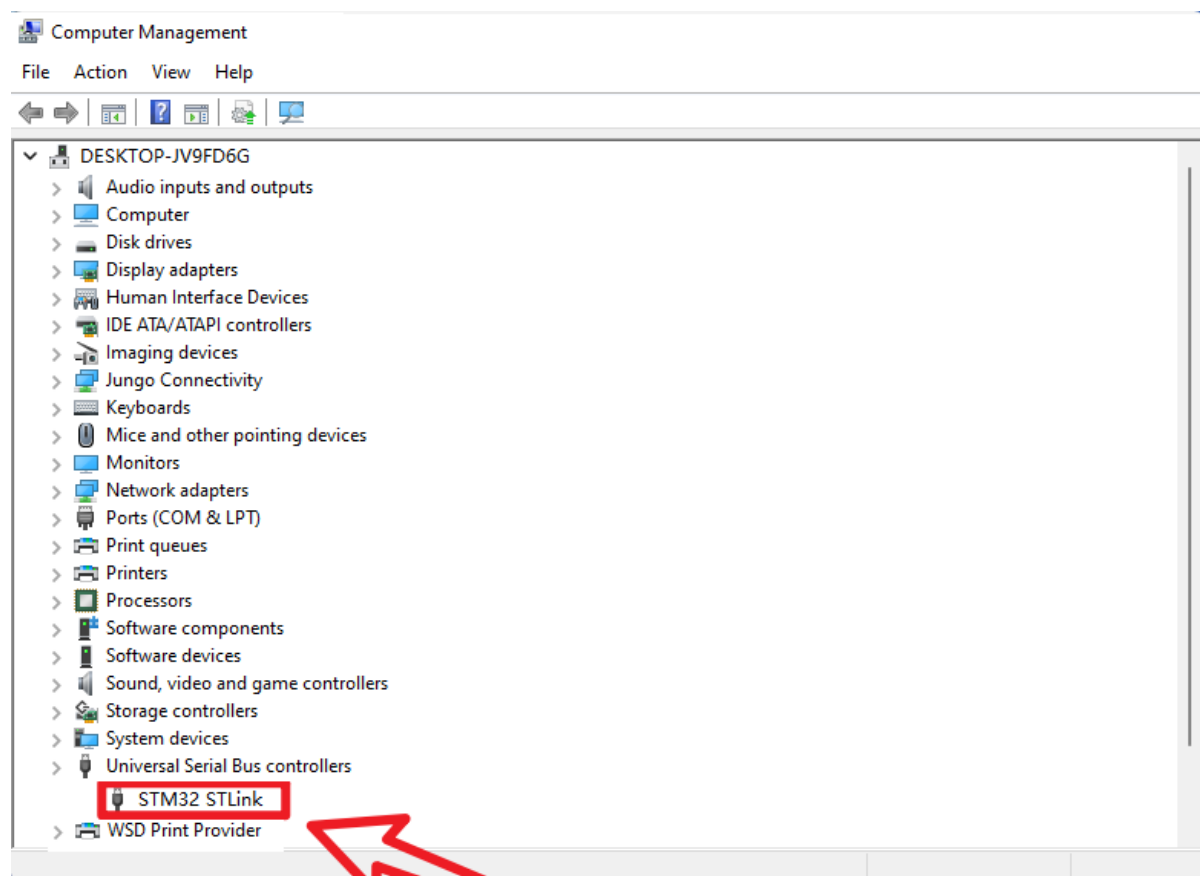 Computer Management
File Action View Help
DESKTOP-JV9FD6G
Audio inputs and outputs
Computer
Disk drives
Display adapters
Human Interface Devices
IDE ATA/ATAPI controllers
Imaging devices
Jungo Connectivity
Keyboards
Mice and other pointing devices
Monitors
Network adapters
Ports (COM & LPT)
Print queues
Printers
Processors
Software components
Software devices
Sound, video and game controllers
Storage controllers
System devices
Universal Serial Bus controllers
STM32 STLink
WSD Print Provider